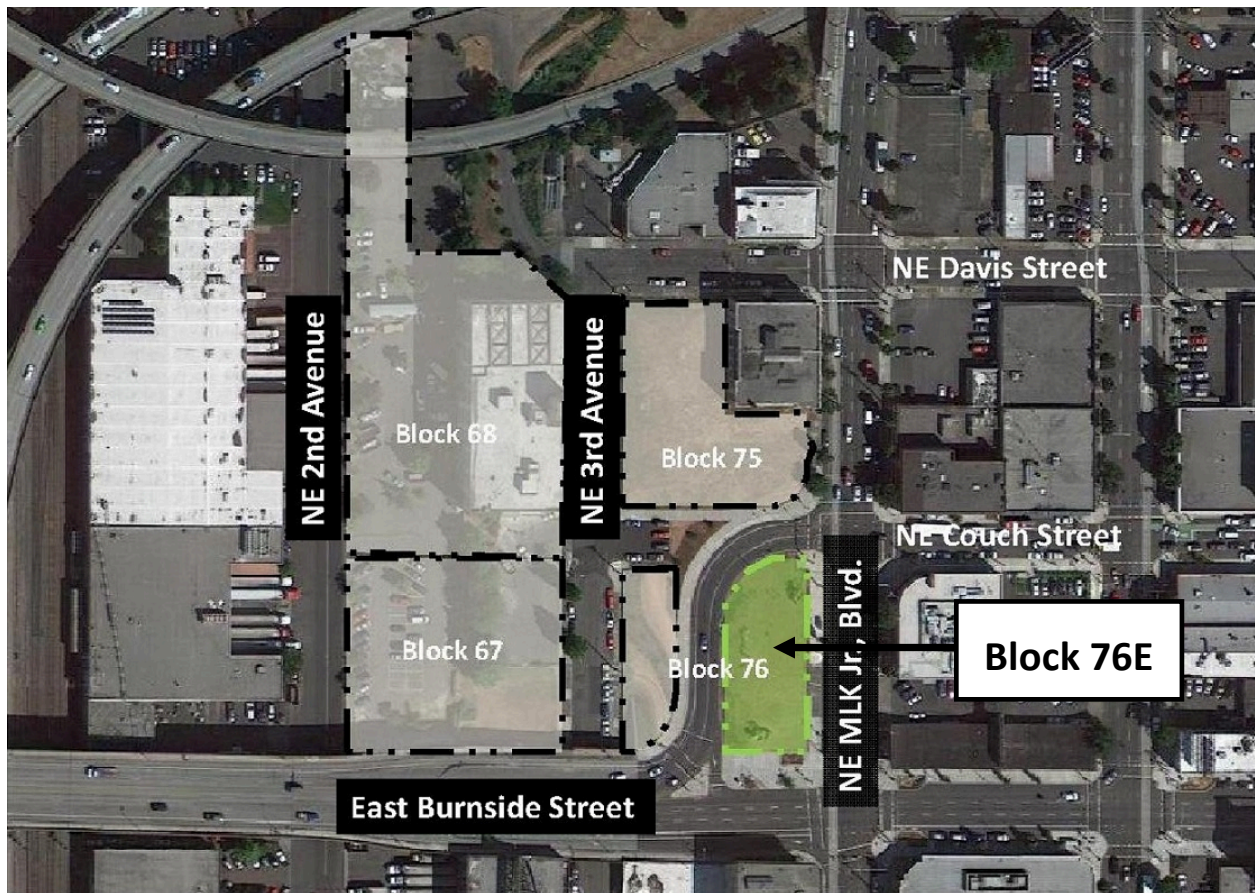 NE Davis Street
NE 2nd Avenue
NE 3rd Avenue
Block 68
Block 75
NE Couch Street
NE MLK Jr., Blvd.
Block 67
Block 76
Block 76E
East Burnside Street